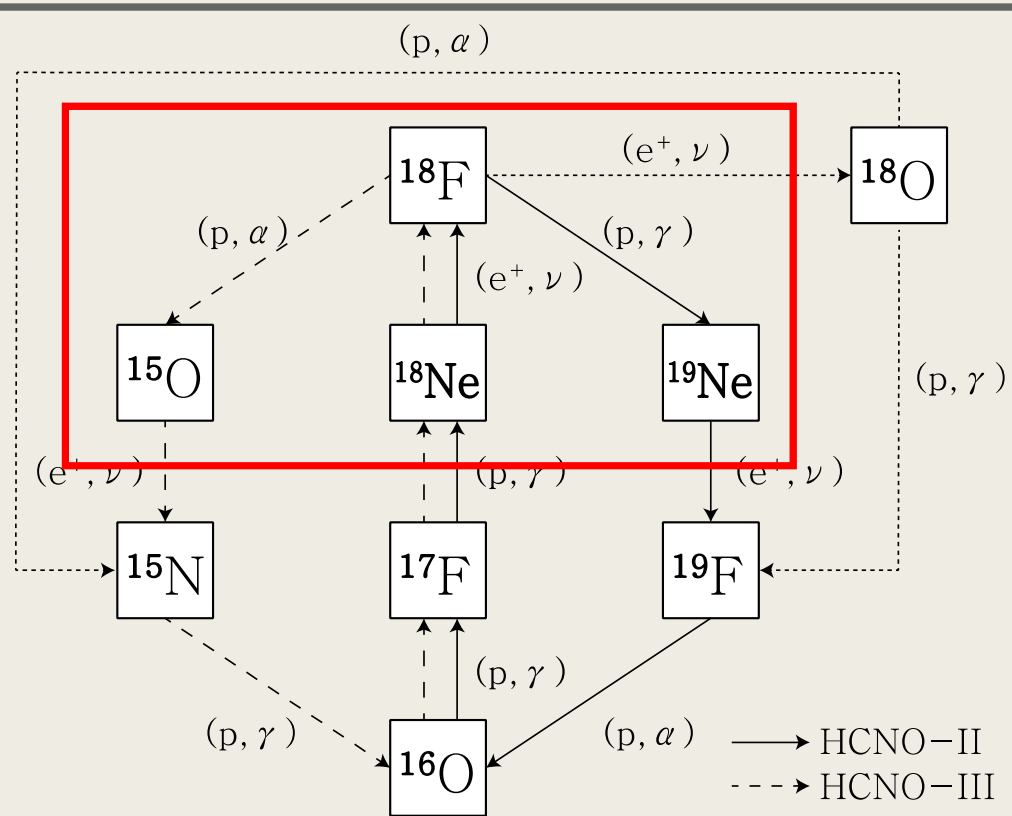 (p, α)
¹⁸F
(e⁺, ν)
¹⁸O
(p, α)
(p, γ)
(e⁺, ν)
¹⁵O
¹⁸Ne
¹⁹Ne
(p, γ)
(e⁺, ν)
(p, γ)
(e⁺, ν)
¹⁵N
¹⁷F
¹⁹F
(p, γ)
(p, γ)
(p, α)
HCNO-II
¹⁶O
HCNO-III